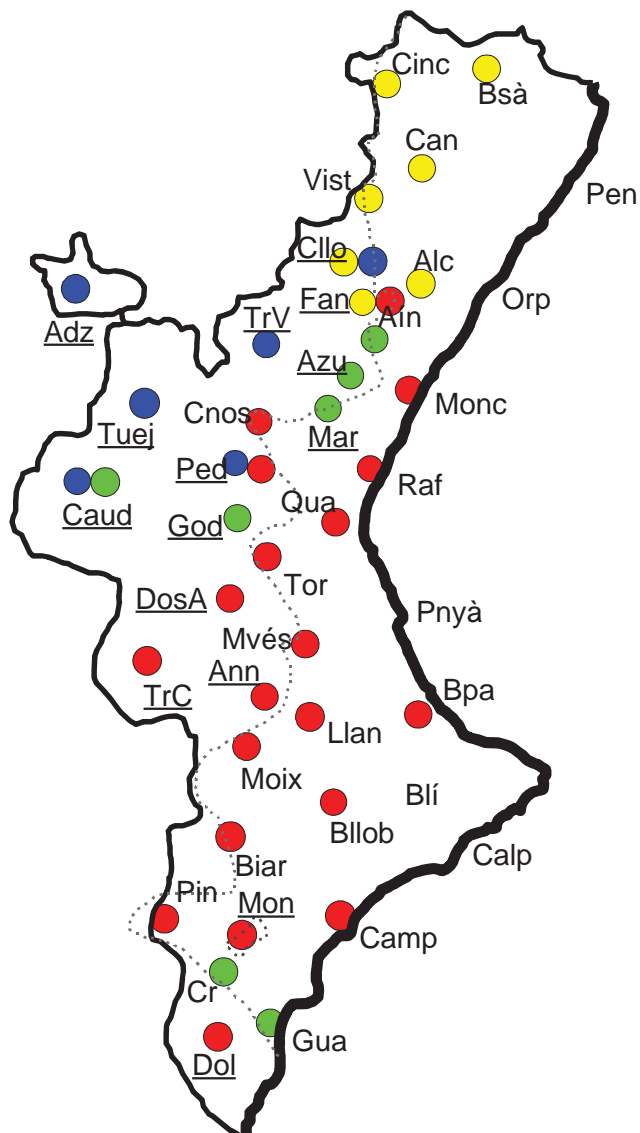 Cinc
Bsà
Can
Vist
Pen
Cllo
Alc
Adz
TrV
Fan
Aín
Orp
Azu
Tuej
Cnos
Mar
Monc
Ped
Qua
Raf
Caud
God
Tor
DosA
Pnyà
Mvés
Ann
TrC
Bpa
Llan
Moix
Blí
Bllob
Calp
Biar
Pin
Mon
Camp
Cr
Gua
Dol